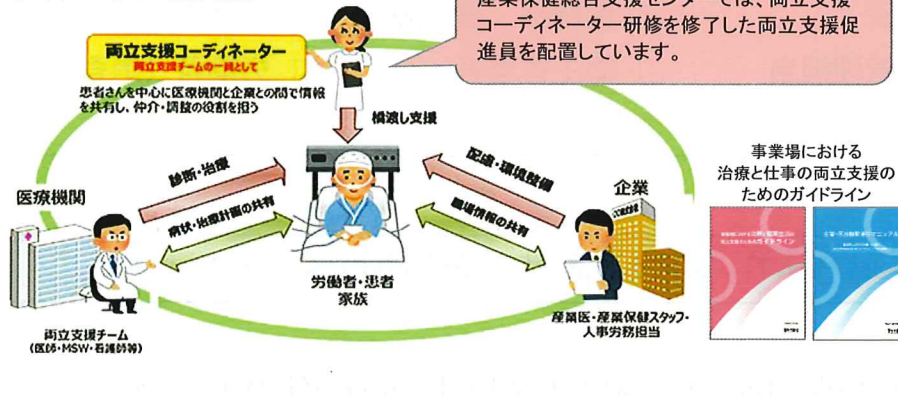 産業保健総合支援センターでは、両立支援
コーディネーター研修を修了した両立支援促
進員を配置しています。
両立支援コーディネーター
両立支援チームの一員として
患者さんを中心に医療機関と企業との間で情報
を共有し、仲介・調整の役割を担う
橋渡し支援
診断・治療
病状・治療計画の共有
配慮・環境整備
職場情報の共有
医療機関
企業
労働者・患者
家族
両立支援チーム
(医師・MSW・看護師等)
産業医・産業保健スタッフ・
人事労務担当
事業場における
治療と仕事の両立支援の
ためのガイドライン